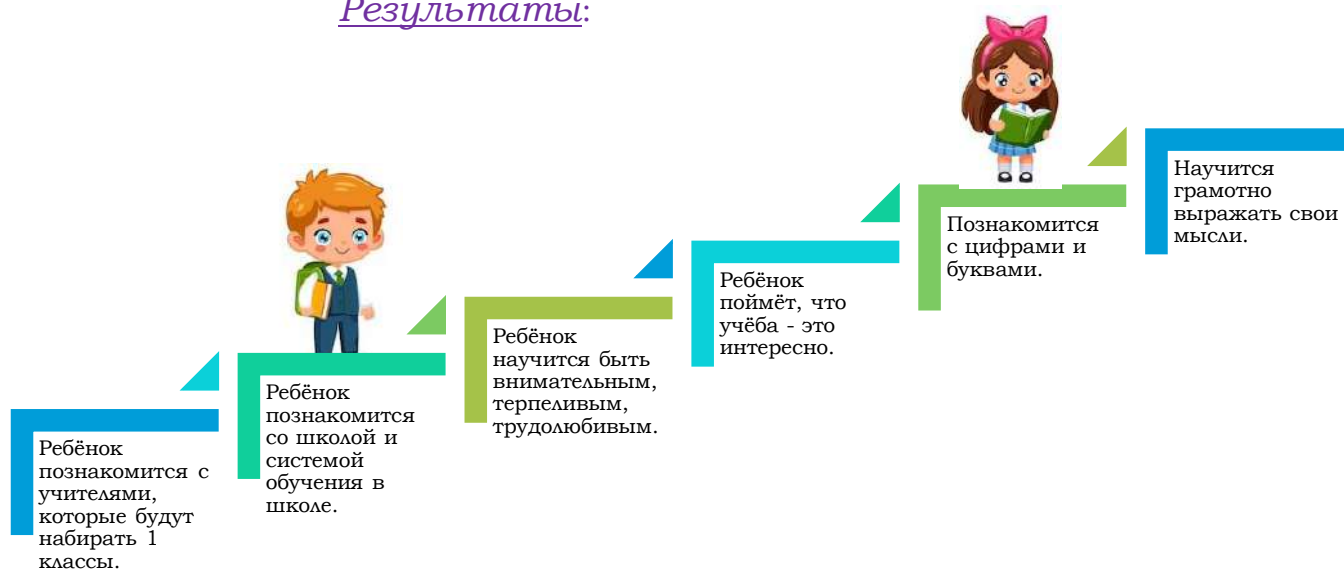 Результаты:
Ребёнок
познакомится с
учителями,
которые будут
набирать 1
классы.
Ребёнок
познакомится
со школой и
системой
обучения в
школе.
Ребёнок
научится быть
внимательным,
терпеливым,
трудолюбивым.
Ребёнок
поймёт, что
учёба - это
интересно.
Познакомится
с цифрами и
буквами.
Научится
грамотно
выражать свои
мысли.